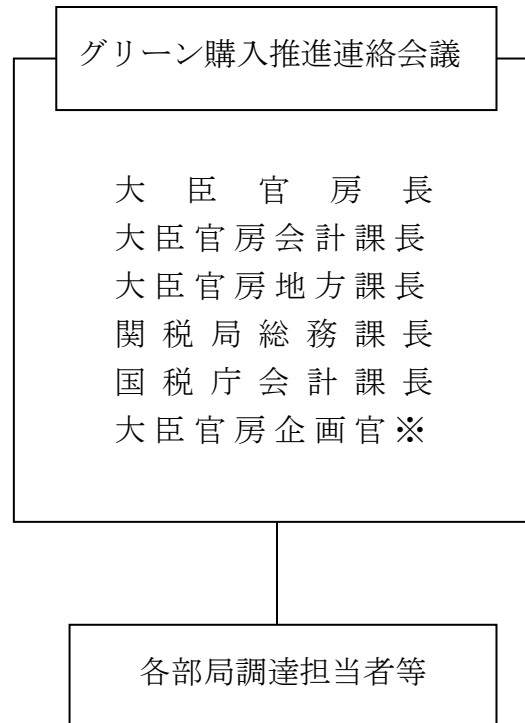 グリーン購入推進連絡会議
大臣官房長
大臣官房会計課長
大臣官房地方課長
関税局総務課長
国税庁会計課長
大臣官房企画官※
各部局調達担当者等